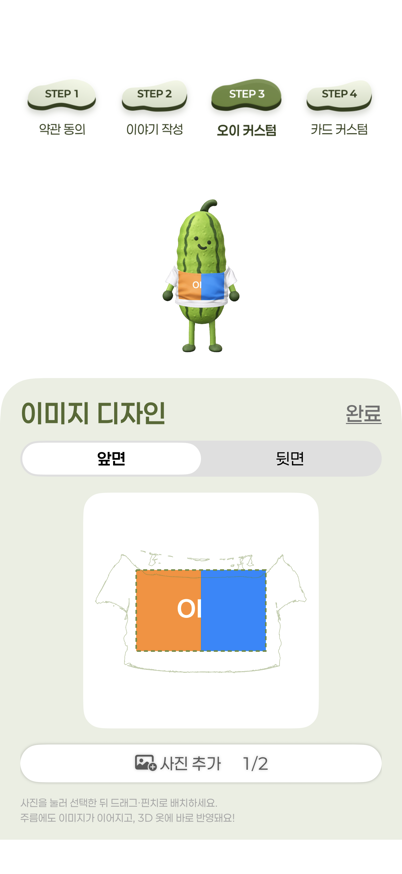 STEP 1
STEP 2
STEP 3
STEP 4
약관 동의
이야기 작성
오이 커스텀
카드 커스텀
이미지 디자인
완료
앞면
뒷면
사진 추가 1/2
사진을 눌러 선택한 뒤 드래그·핀치로 배치하세요.
주름에도 이미지가 이어지고, 3D 옷에 바로 반영돼요!